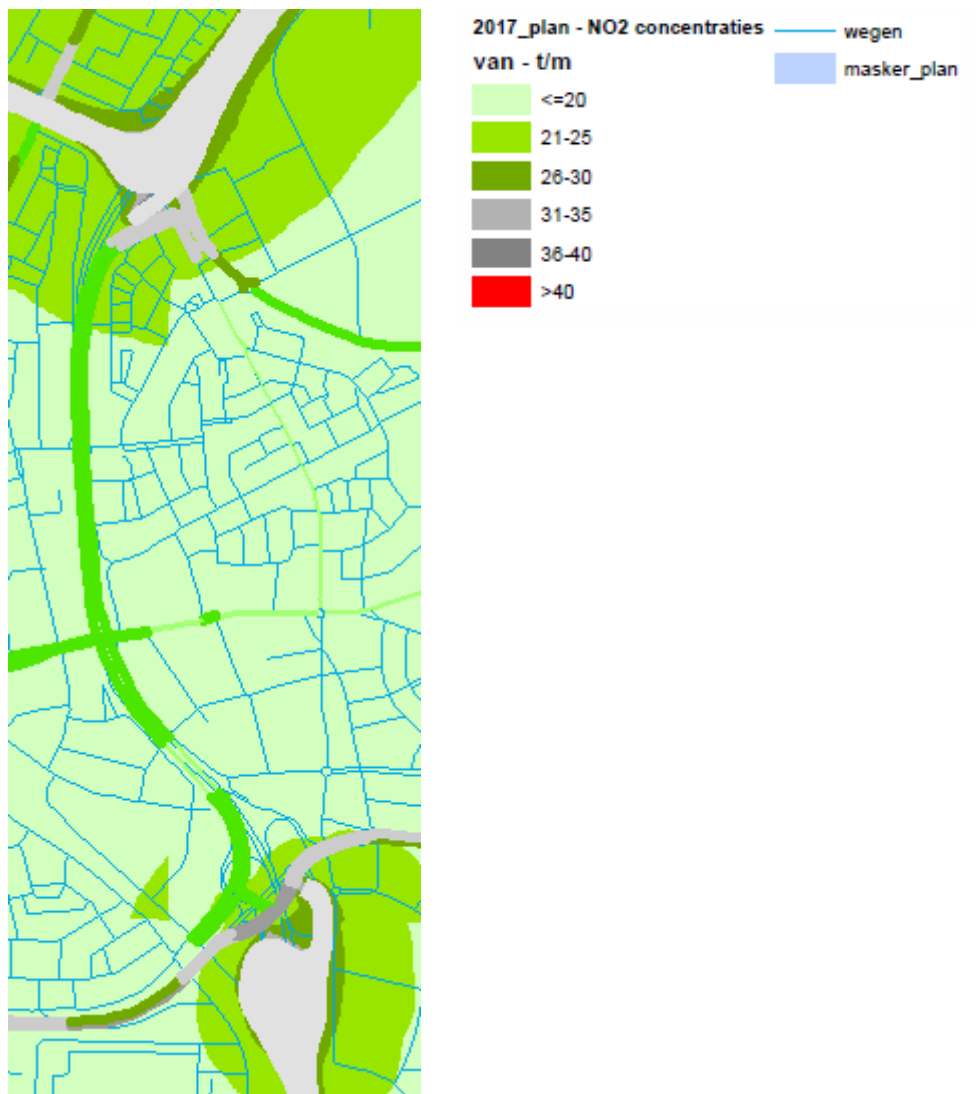 2017_plan - NO2 concentraties
van - t/m
<=20
21-25
26-30
31-35
36-40
>40
wegen
masker_plan